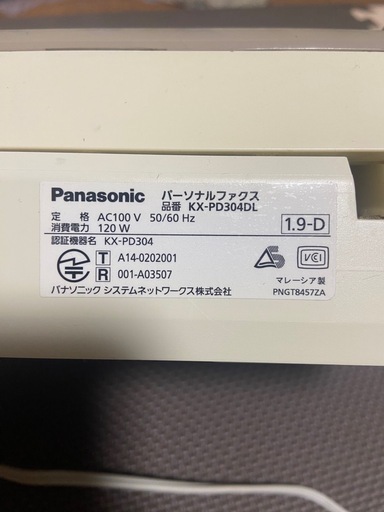 Panasonic パーソナルファクス
品番 KX-PD304DL
定 格 AC100 V 50/60 Hz
消費電力 120 W
1.9-D
認証機器名 KX-PD304
T A14-0202001
R 001-A03507
VCI
マレーシア製
パナソニック システムネットワークス株式会社
PNGT8457ZA